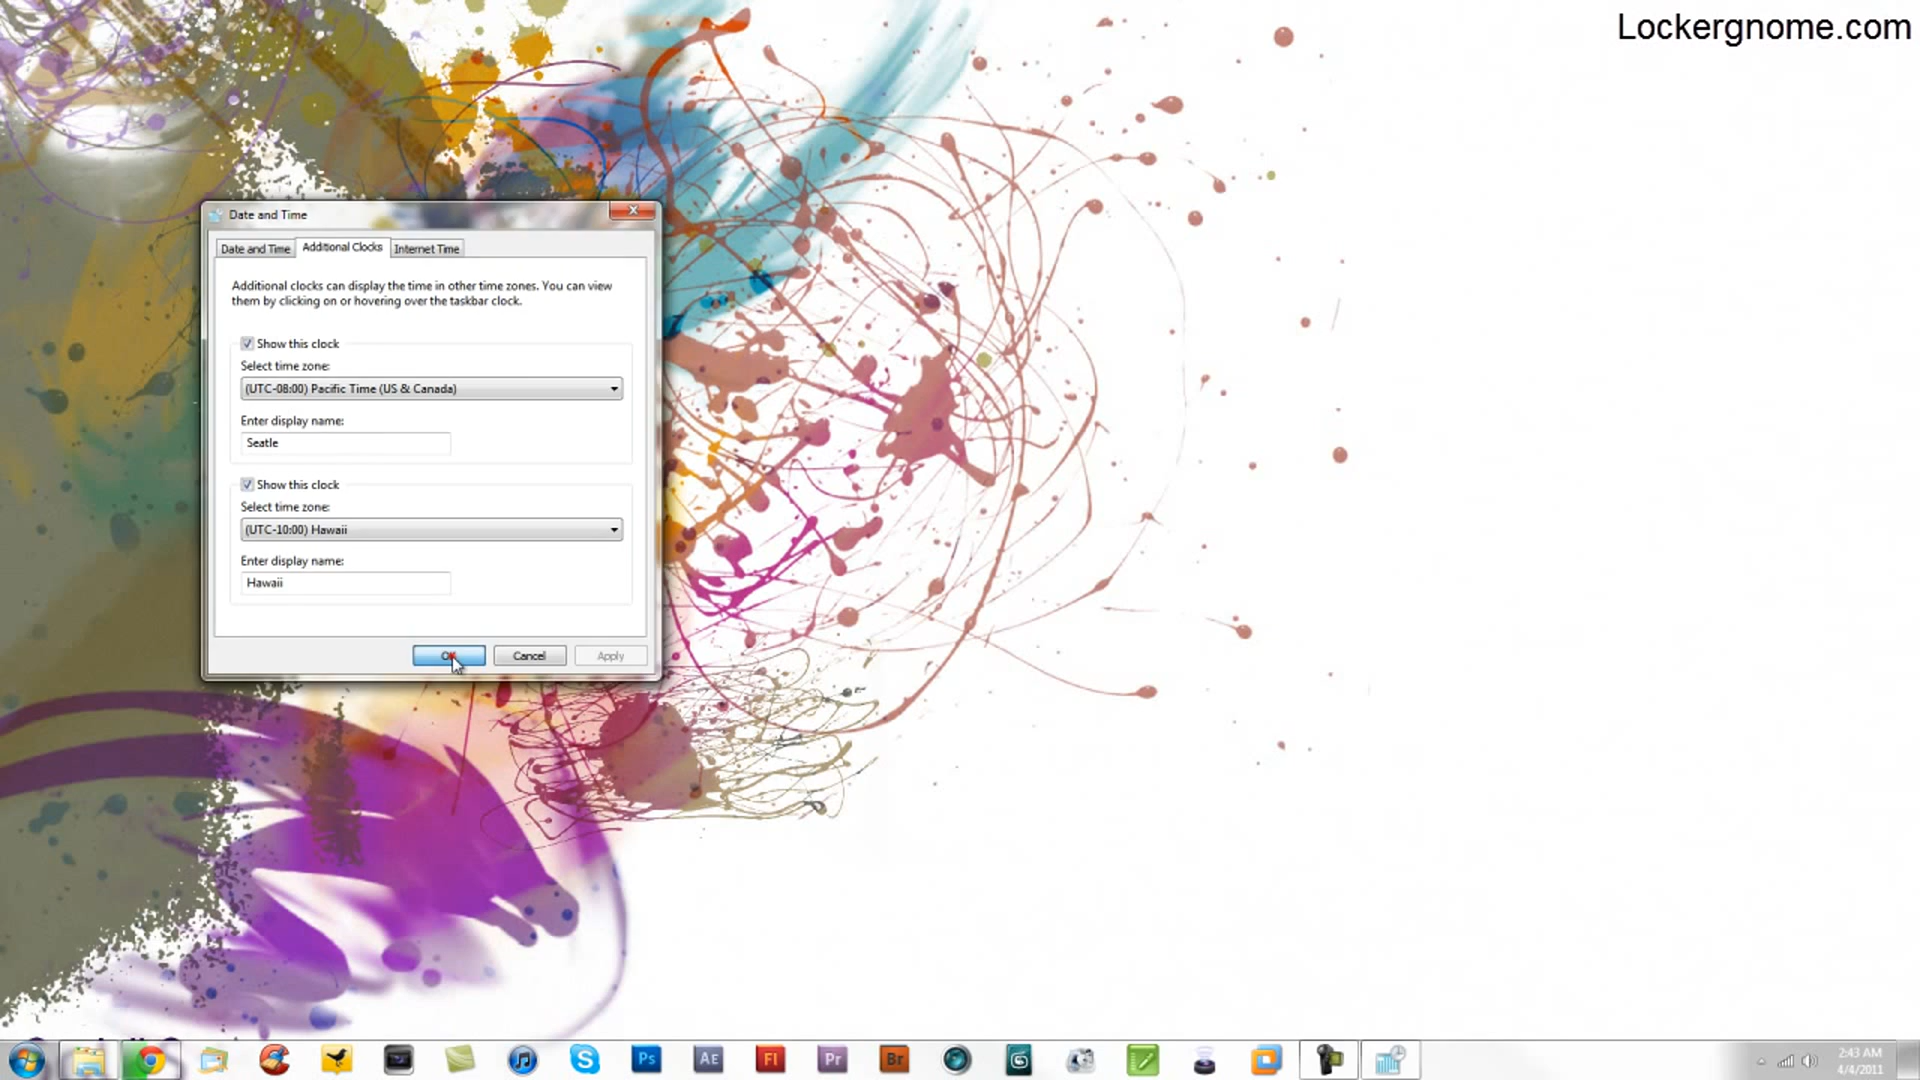 Lockergnome.com
Date and Time
Date and Time
Additional Clocks
Internet Time
Additional clocks can display the time in other time zones. You can view
them by clicking on or hovering over the taskbar clock.
Show this clock
Select time zone:
(UTC-08:00) Pacific Time (US & Canada)
Enter display name:
Seatle
Show this clock
Select time zone:
(UTC-10:00) Hawaii
Enter display name:
Hawaii
OK
Cancel
Apply
Ps
AE
Fl
Pr
Br
2:43 AM
4/4/2011